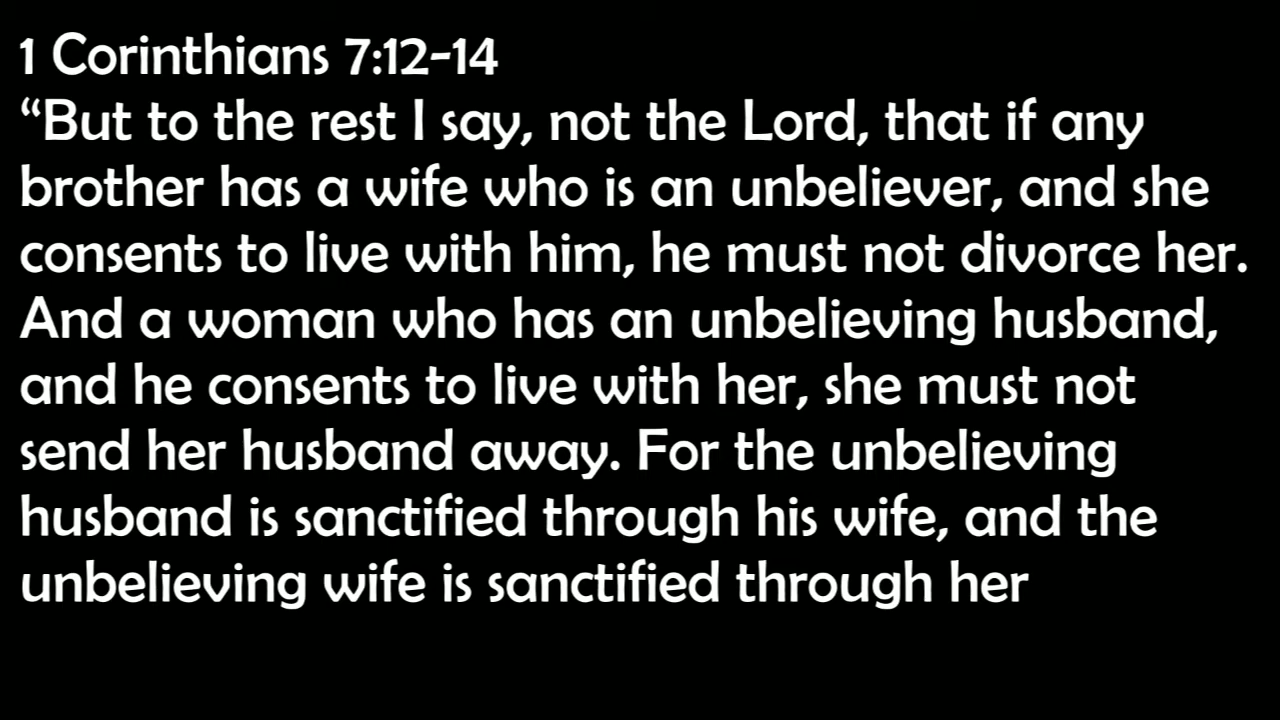 1 Corinthians 7:12-14
“But to the rest I say, not the Lord, that if any
brother has a wife who is an unbeliever, and she
consents to live with him, he must not divorce her.
And a woman who has an unbelieving husband,
and he consents to live with her, she must not
send her husband away. For the unbelieving
husband is sanctified through his wife, and the
unbelieving wife is sanctified through her